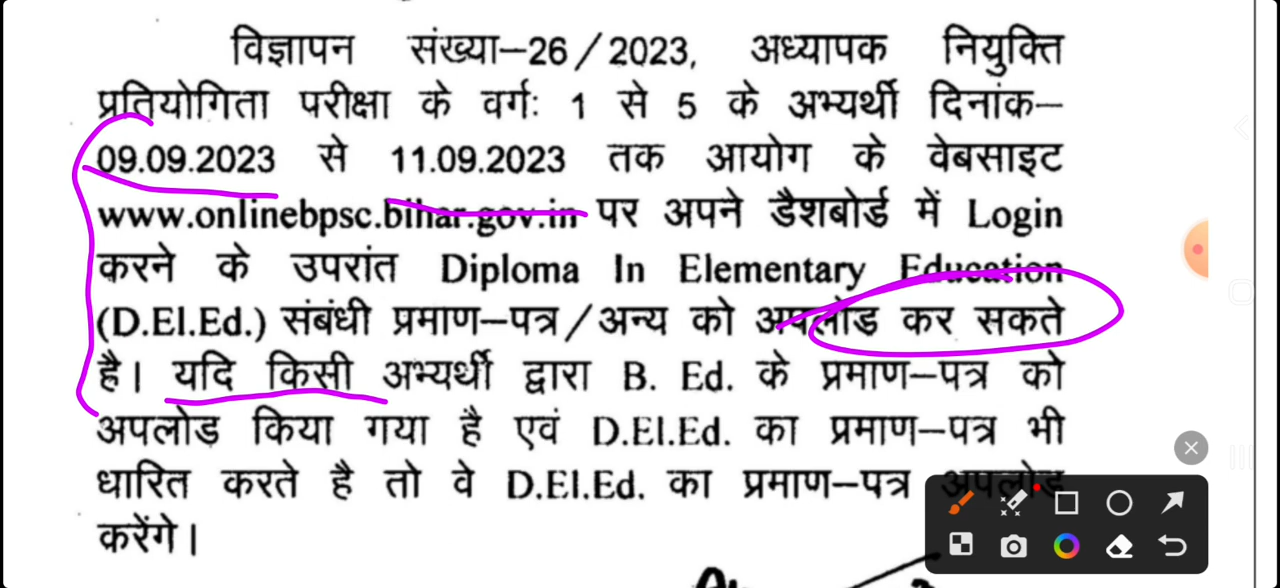 विज्ञापन संख्या-26/2023, अध्यापक नियुक्ति
प्रतियोगिता परीक्षा के वर्गः 1 से 5 के अभ्यर्थी दिनांक-
09.09.2023 से 11.09.2023 तक आयोग के वेबसाइट
www.onlinebpsc.bihar.gov.in पर अपने डैशबोर्ड में Login
करने के उपरांत Diploma In Elementary Education
(D.El.Ed.) संबंधी प्रमाण-पत्र/अन्य को अपलोड कर सकते
है। यदि किसी अभ्यर्थी द्वारा B. Ed. के प्रमाण-पत्र को
अपलोड किया गया है एवं D.El.Ed. का प्रमाण-पत्र भी
धारित करते है तो वे D.El.Ed. का प्रमाण-पत्र अपलोड
करेंगे।